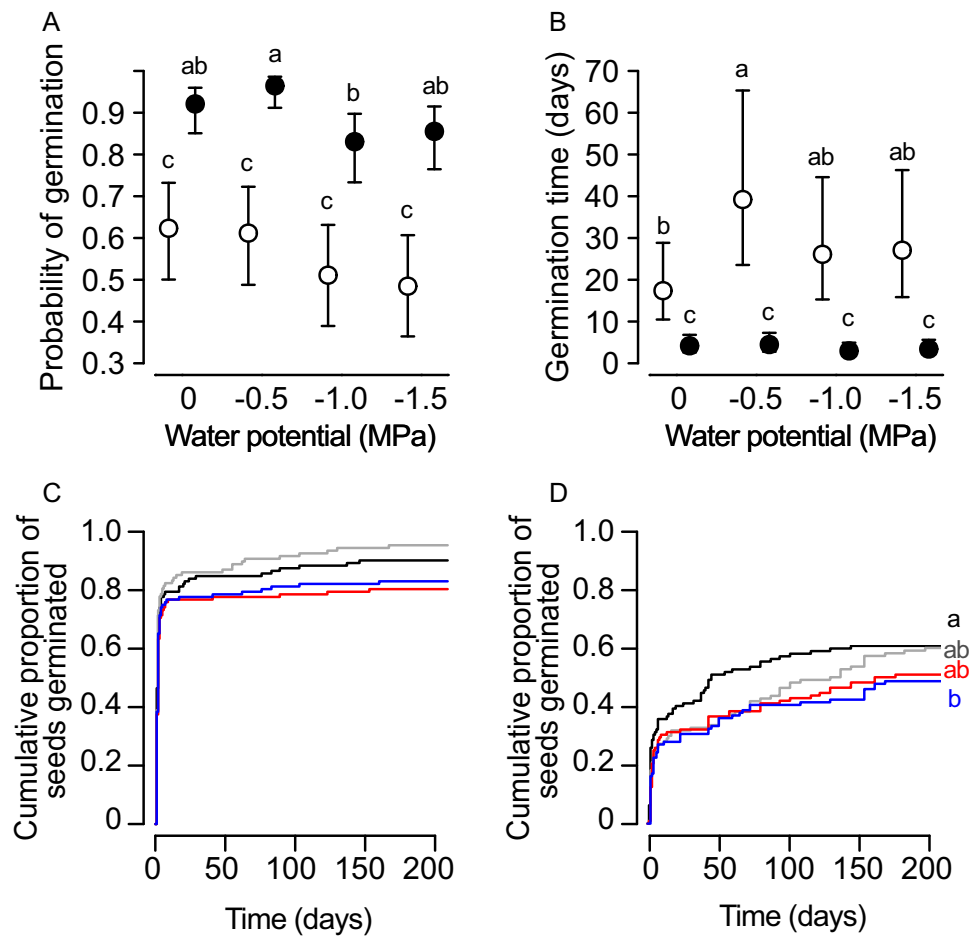 A
Probability of germination
0.9
0.8
0.7
0.6
0.5
0.4
0.3
ab
a
b
ab
c
c
c
c
0
-0.5
-1.0
-1.5
Water potential (MPa)
B
Germination time (days)
70
60
50
40
30
20
10
0
a
ab
ab
b
c
c
c
c
0
-0.5
-1.0
-1.5
Water potential (MPa)
C
Cumulative proportion of
seeds germinated
1.0
0.8
0.6
0.4
0.2
0
0
50
100
150
200
Time (days)
D
Cumulative proportion of
seeds germinated
1.0
0.8
0.6
0.4
0.2
0
a
ab
ab
b
0
50
100
150
200
Time (days)